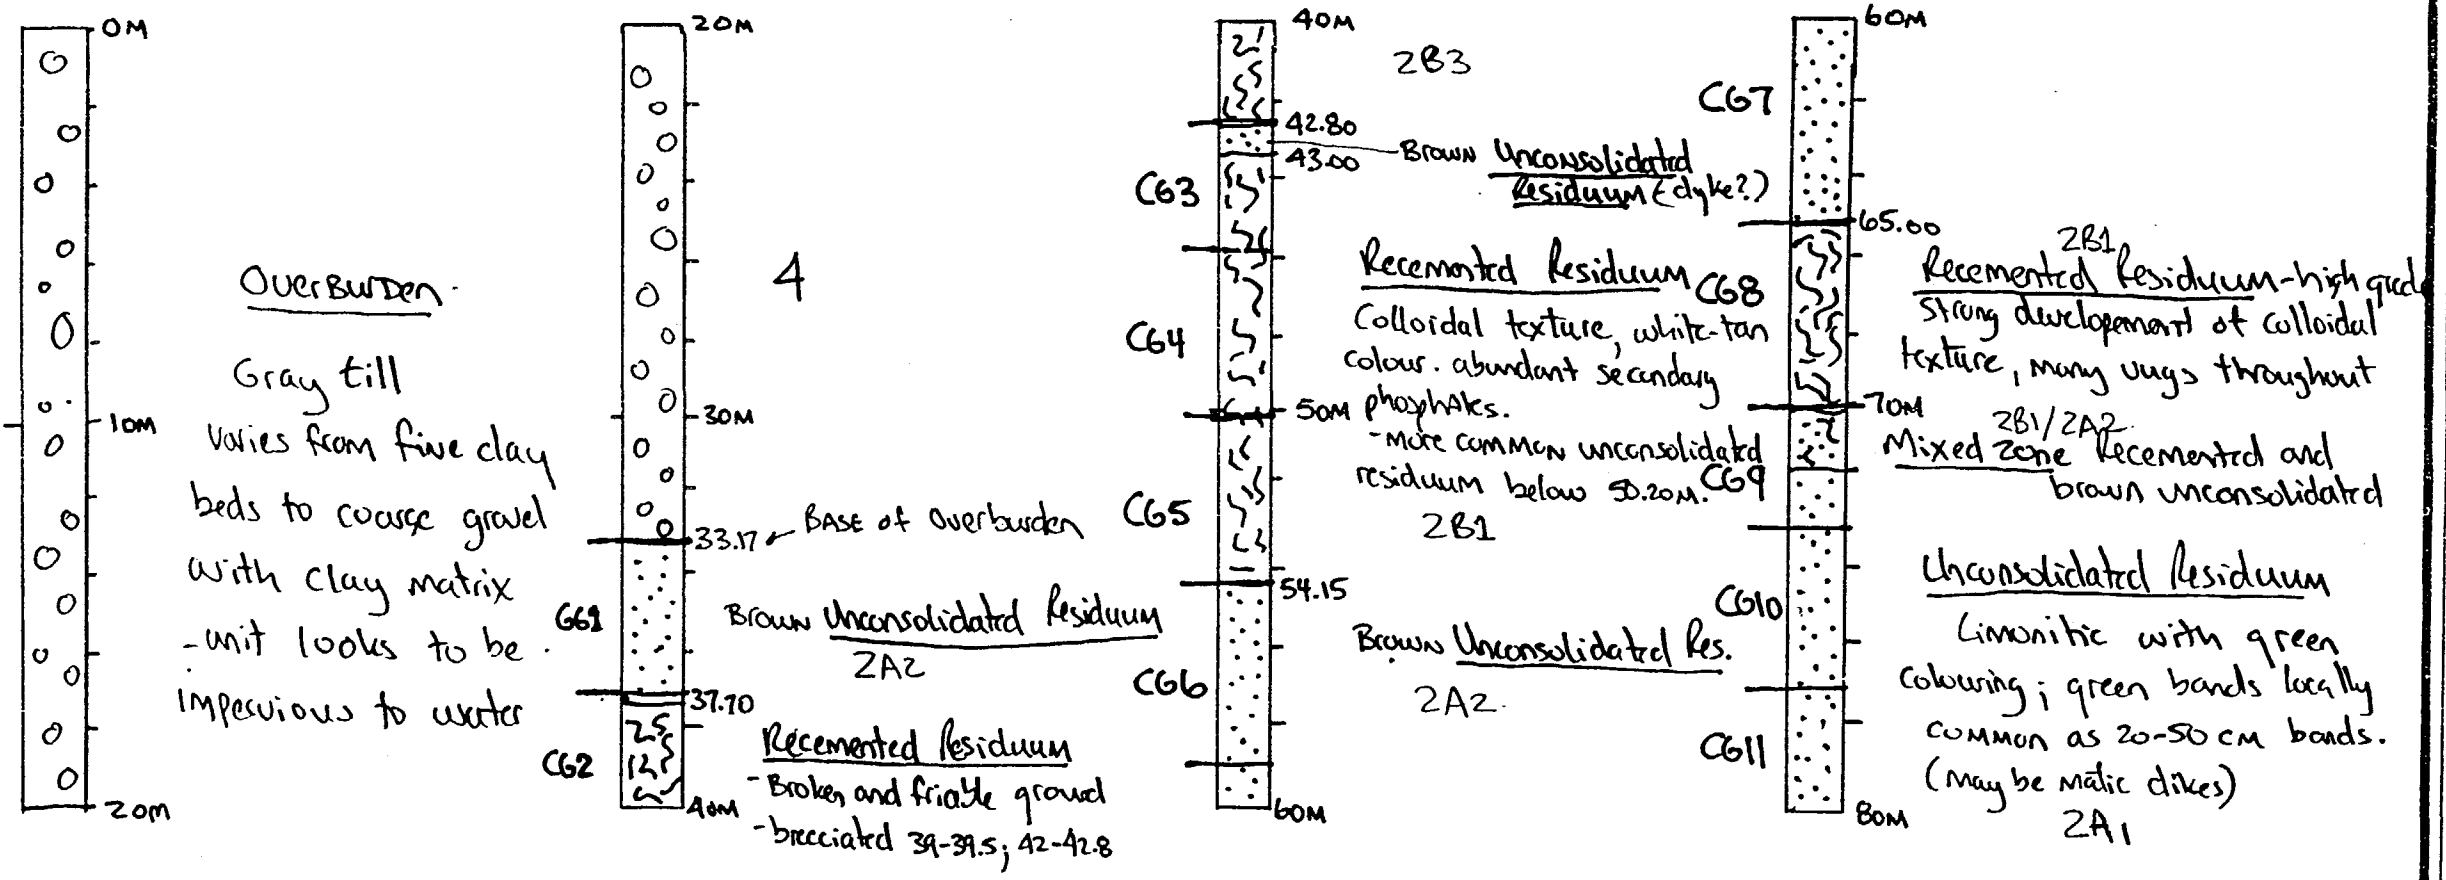 0M
10M
20M
OverBurden
Gray till
varies from fine clay
beds to coarse gravel
with clay matrix
-unit looks to be
impervious to water
20M
4
30M
33.17 BASE of Overburden
GG1
Brown Unconsolidated Residuum
2A2
37.70
CG2
Recemented Residuum
-Broken and friable ground
-brecciated 39-39.5; 42-42.8
40M
40M
2B3
42.80
43.00
Brown Unconsolidated
Residuum (dyke?)
CG3
Recemented Residuum
Colloidal texture, white-tan
colour. abundant secondary
phosphates.
-more common unconsolidated
residuum below 50.20M.
2B1
CG4
50M
CG5
54.15
Brown Unconsolidated Res.
2A2.
CG6
60M
60M
CG7
65.00
2B1
Recemented Residuum-high grade
strong developement of colloidal
texture, many vugs throughout
CG8
70M
2B1/2A2.
Mixed Zone Recemented and
brown unconsolidated
CG9
Unconsolidated Residuum
Limonitic with green
colouring; green bands locally
common as 20-50 cm bands.
(may be mafic dikes)
2A1
CG10
CG11
80M